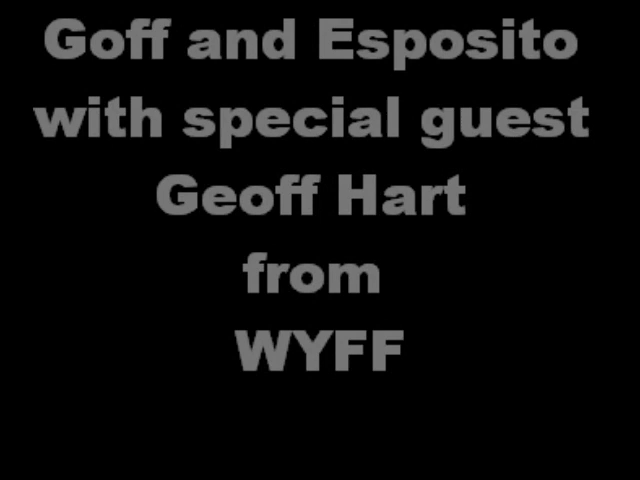 Goff and Esposito
with special guest
Geoff Hart
from
WYFF